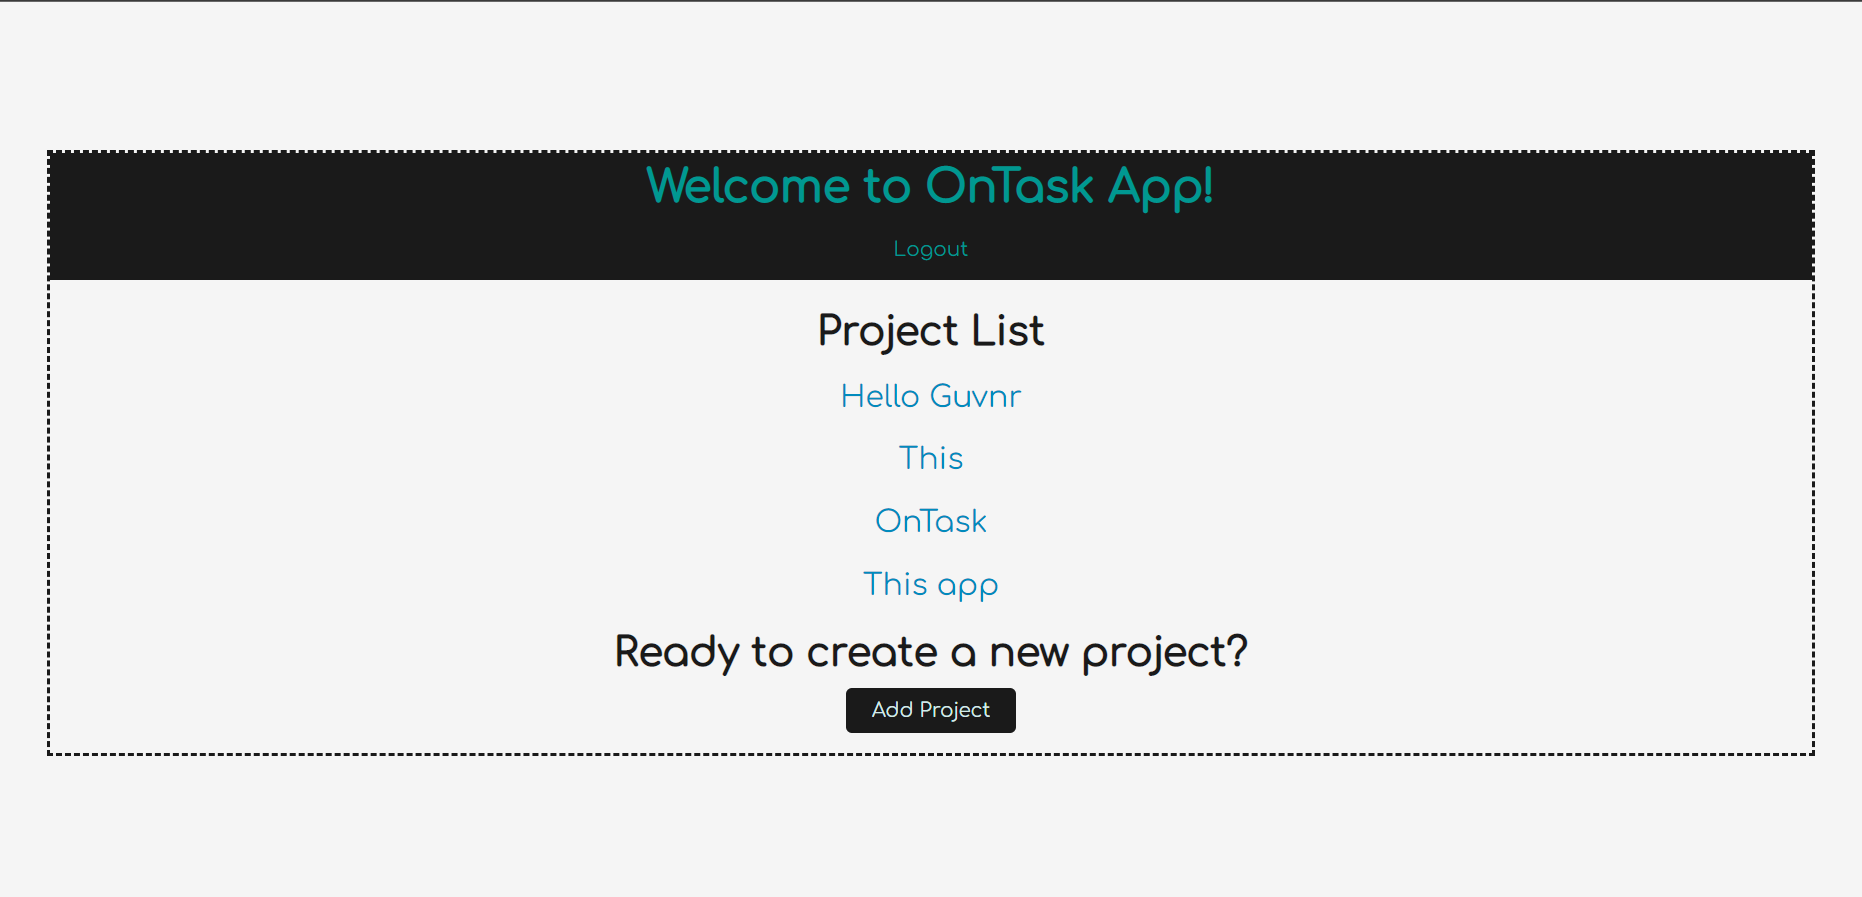 Welcome to OnTask App!
Logout
Project List
Hello Guvnr
This
OnTask
This app
Ready to create a new project?
Add Project